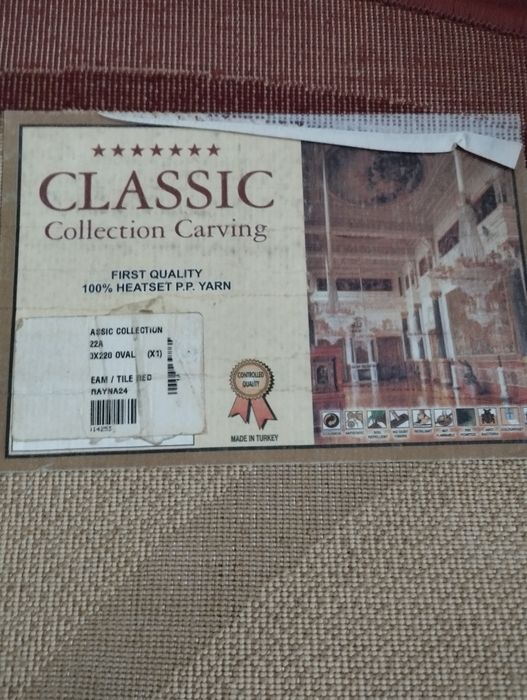 ★★★★★★★
CLASSIC
Collection Carving
FIRST QUALITY
100% HEATSET P.P. YARN
ASSIC COLLECTION
22A
0X220 OVAL (X1)
EAM / TILE RED
RAYNA24
114253
CONTROLLED
QUALITY
MADE IN TURKEY